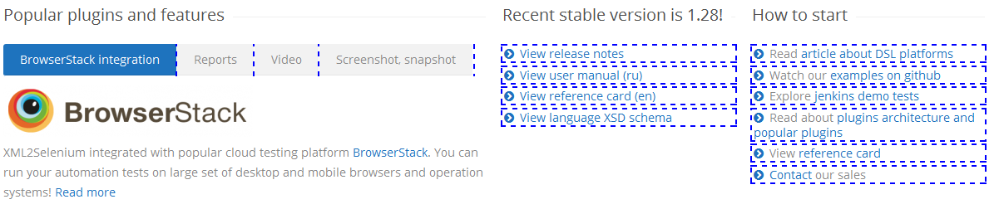 Popular plugins and features
BrowserStack integration
Reports
Video
Screenshot, snapshot
BrowserStack
XML2Selenium integrated with popular cloud testing platform BrowserStack. You can
run your automation tests on large set of desktop and mobile browsers and operation
systems! Read more
Recent stable version is 1.28!
View release notes
View user manual (ru)
View reference card (en)
View language XSD schema
How to start
Read article about DSL platforms
Watch our examples on github
Explore jenkins demo tests
Read about plugins architecture and
popular plugins
View reference card
Contact our sales